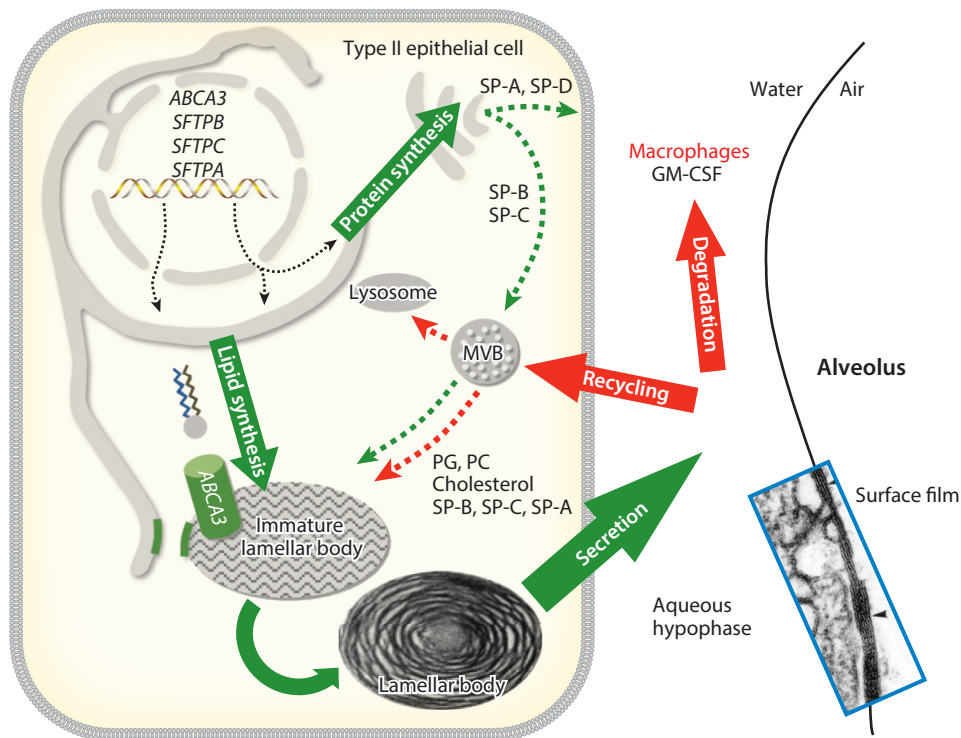 Type II epithelial cell
ABCA3
SFTPB
SFTPC
SFTPA
Protein synthesis
SP-A, SP-D
SP-B
SP-C
Lysosome
MVB
Lipid synthesis
ABCA3
Immature
lamellar body
PG, PC
Cholesterol
SP-B, SP-C, SP-A
Lamellar body
Secretion
Recycling
Degradation
Macrophages
GM-CSF
Water
Air
Alveolus
Surface film
Aqueous
hypophase